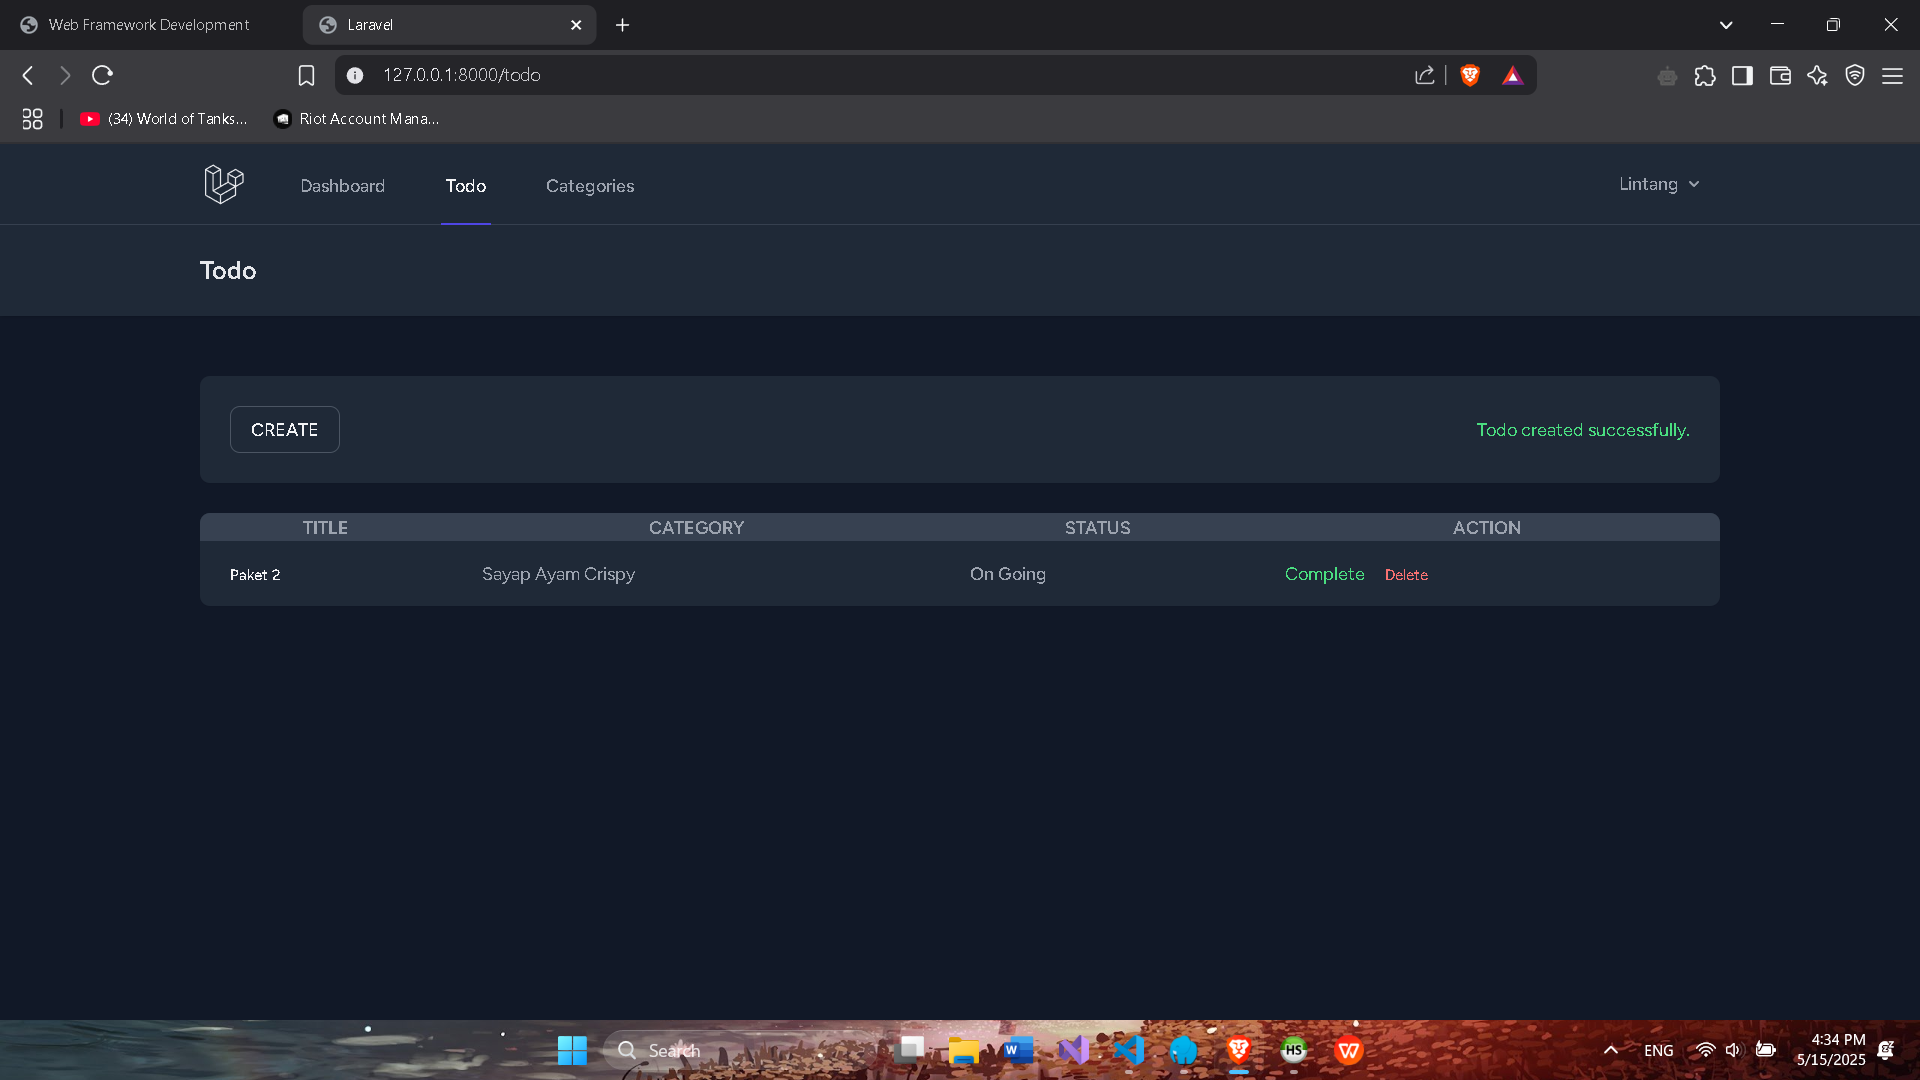 Web Framework Development
Laravel
127.0.0.1:8000/todo
(34) World of Tanks...
Riot Account Mana...
Dashboard
Todo
Categories
Lintang
Todo
CREATE
Todo created successfully.
TITLE CATEGORY STATUS ACTION
Paket 2 Sayap Ayam Crispy On Going Complete Delete
Search
W
HS
W
ENG
4:34 PM
5/15/2025